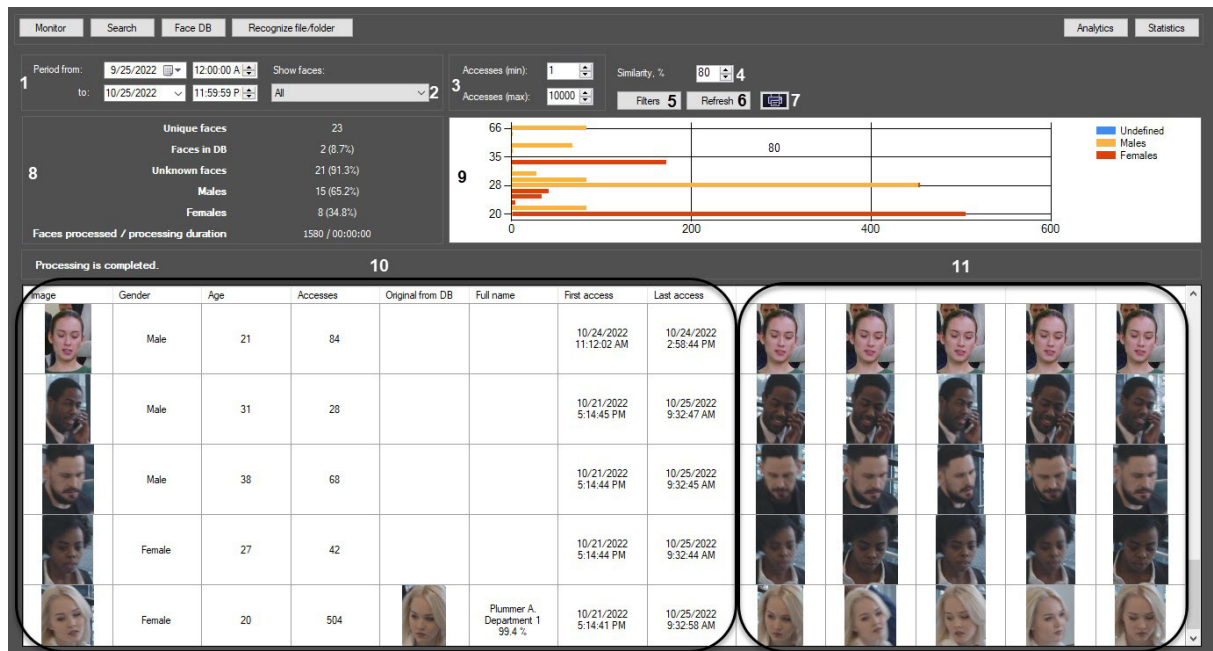 Monitor Search Face DB Recognize file/folder Analytics Statistics
Period from: 9/25/2022 12:00:00 A Show faces: Accesses (min): 1 Similarity, % 80 4
1 to: 10/25/2022 11:59:59 P All 2 3 Accesses (max): 10000 Filters 5 Refresh 6 7
8
Unique faces 23
Faces in DB 2 (8.7%)
Unknown faces 21 (91.3%)
Males 15 (65.2%)
Females 8 (34.8%)
Faces processed / processing duration 1580 / 00:00:00
9
66
35
28
20
80
0 200 400 600
Undefined
Males
Females
Processing is completed. 10 11
Image Gender Age Accesses Original from DB Full name First access Last access
Male 21 84 10/24/2022 11:12:02 AM 10/24/2022 2:58:44 PM
Male 31 28 10/21/2022 5:14:45 PM 10/25/2022 9:32:47 AM
Male 38 68 10/21/2022 5:14:44 PM 10/25/2022 9:32:45 AM
Female 27 42 10/21/2022 5:14:44 PM 10/25/2022 9:32:44 AM
Female 20 504 Plummer A. Department 1 99.4 % 10/21/2022 5:14:41 PM 10/25/2022 9:32:58 AM